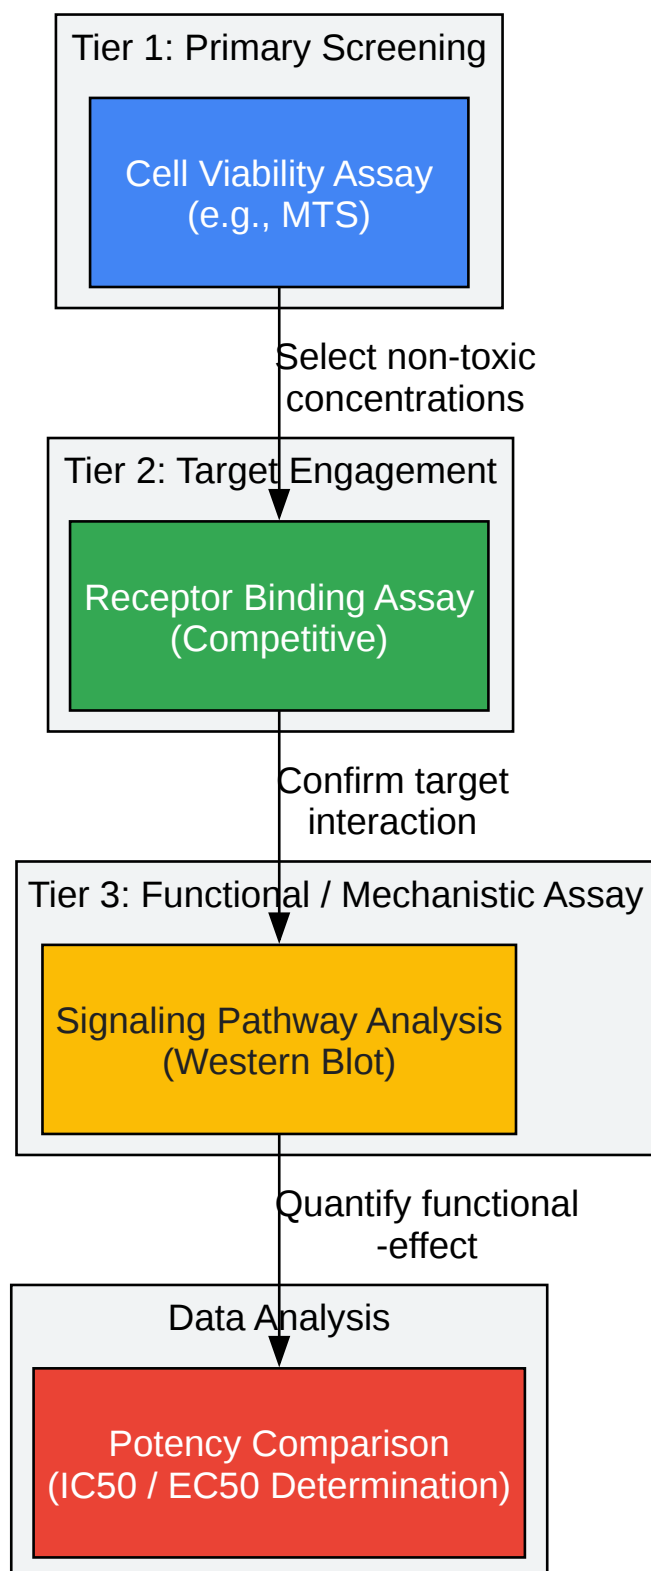 Tier 1: Primary Screening
Cell Viability Assay
(e.g., MTS)
Select non-toxic
concentrations
Tier 2: Target Engagement
Receptor Binding Assay
(Competitive)
Confirm target
interaction
Tier 3: Functional / Mechanistic Assay
Signaling Pathway Analysis
(Western Blot)
Quantify functional
-effect
Data Analysis
Potency Comparison
(IC50 / EC50 Determination)